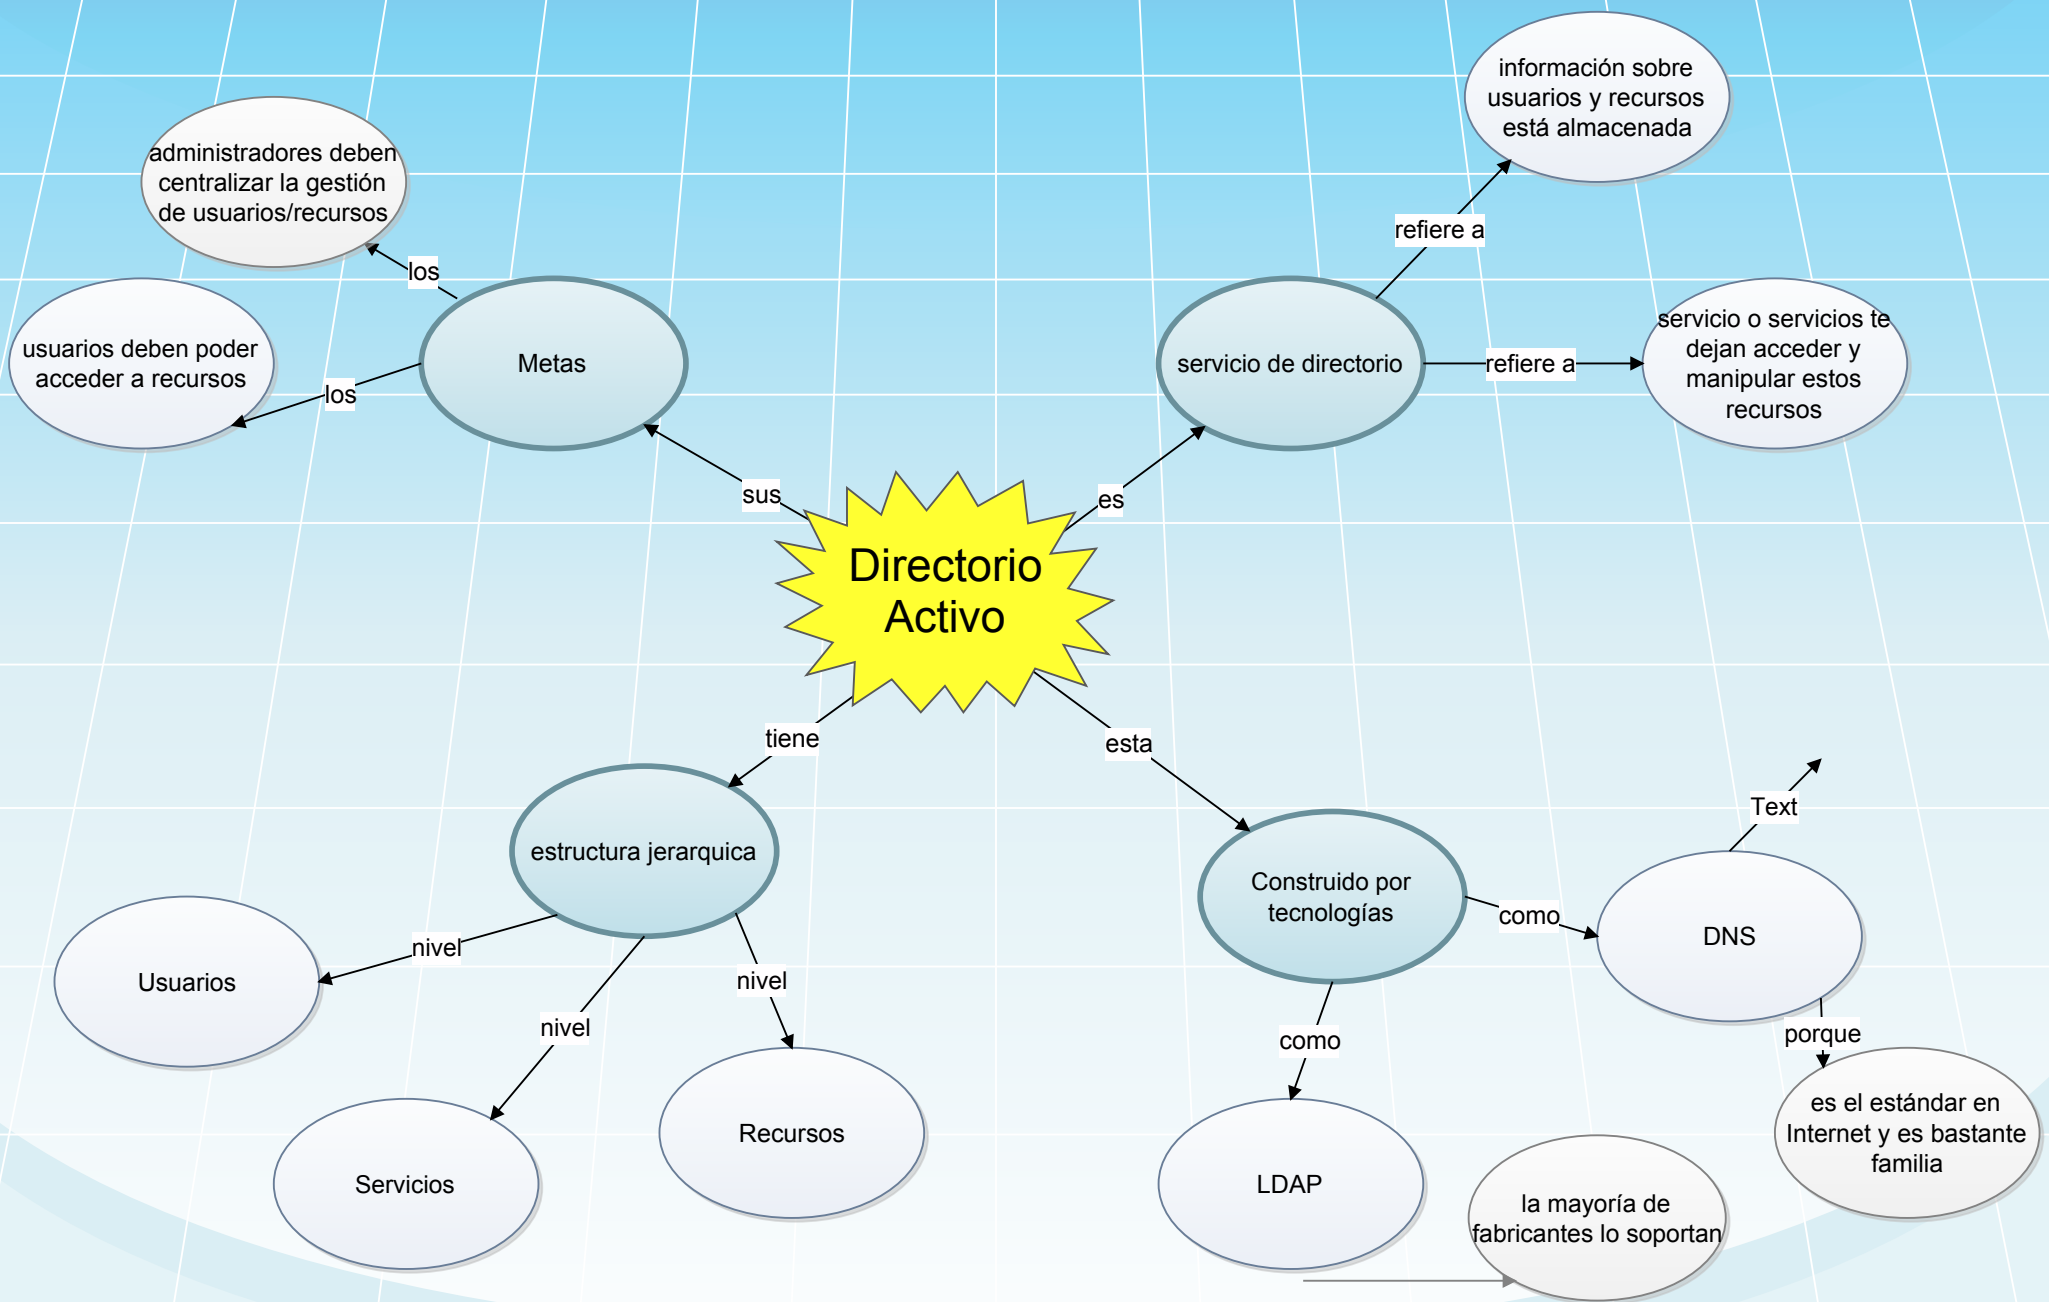 información sobre
usuarios y recursos
está almacenada
administradores deben
centralizar la gestión
de usuarios/recursos
refiere a
los
usuarios deben poder
acceder a recursos
los
Metas
servicio de directorio
refiere a
servicio o servicios te
dejan acceder y
manipular estos
recursos
sus
es
Directorio
Activo
tiene
esta
Text
estructura jerarquica
Construido por
tecnologías
como
DNS
nivel
Usuarios
nivel
nivel
como
porque
Servicios
Recursos
LDAP
es el estándar en
Internet y es bastante
familia
la mayoría de
fabricantes lo soportan